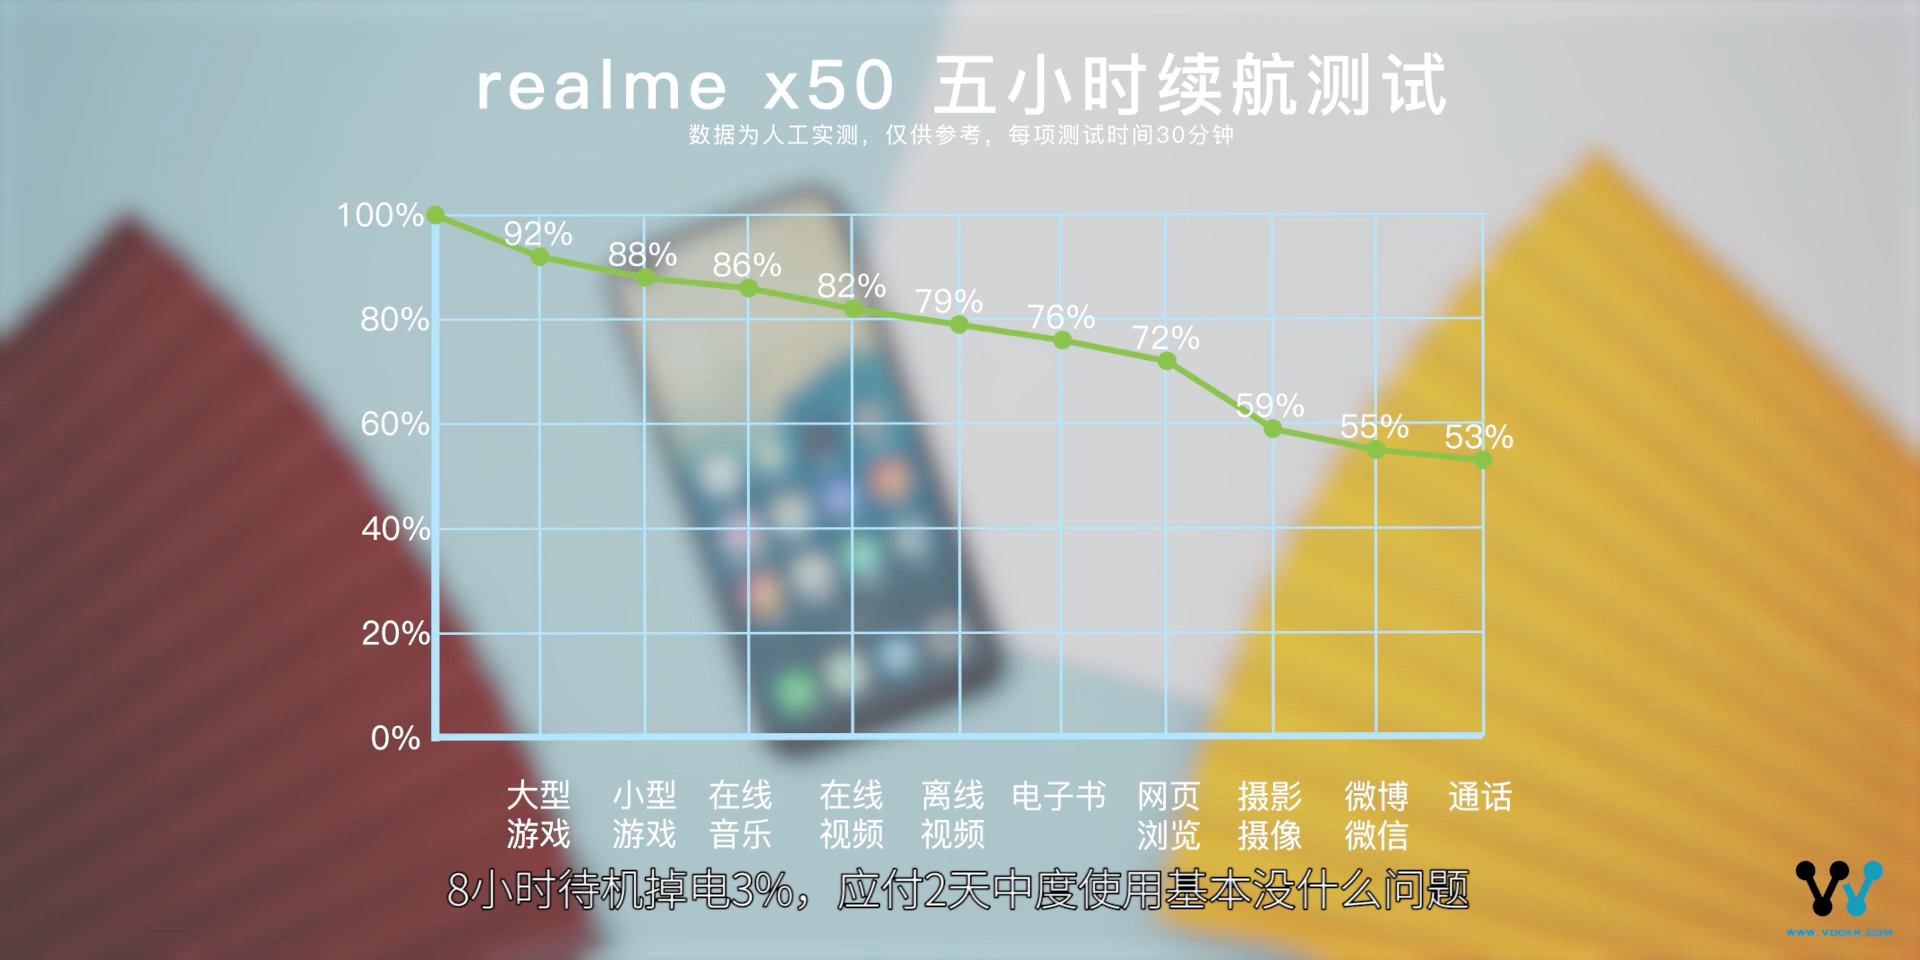 realme x50 五小时续航测试
数据为人工实测，仅供参考，每项测试时间30分钟
100%
92%
88%
86%
82%
79%
76%
72%
59%
55%
53%
80%
60%
40%
20%
0%
大型
游戏
小型
游戏
在线
音乐
在线
视频
离线
视频
电子书
网页
浏览
摄影
摄像
微博
微信
通话
8小时待机掉电3%，应付2天中度使用基本没什么问题
WWW.VDGER.COM